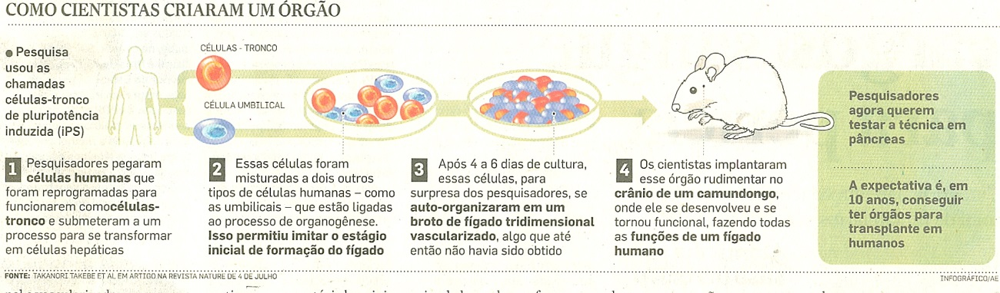 COMO CIENTISTAS CRIARAM UM ÓRGÃO
● Pesquisa
usou as
chamadas
células-tronco
de pluripotência
induzida (iPS)
CÉLULAS - TRONCO
CÉLULA UMBILICAL
1 Pesquisadores pegaram
células humanas que
foram reprogramadas para
funcionarem comocélulas-
tronco e submeteram a um
processo para se transformar
em células hepáticas
2 Essas células foram
misturadas a dois outros
tipos de células humanas – como
as umbilicais – que estão ligadas
ao processo de organogênese.
Isso permitiu imitar o estágio
inicial de formação do fígado
3 Após 4 a 6 dias de cultura,
essas células, para
surpresa dos pesquisadores, se
auto-organizaram em um
broto de fígado tridimensional
vascularizado, algo que até
então não havia sido obtido
4 Os cientistas implantaram
esse órgão rudimentar no
crânio de um camundongo,
onde ele se desenvolveu e se
tornou funcional, fazendo todas
as funções de um fígado
humano
Pesquisadores
agora querem
testar a técnica em
pâncreas
A expectativa é, em
10 anos, conseguir
ter órgãos para
transplante em
humanos
FONTE: TAKANORI TAKEBE ET AL EM ARTIGO NA REVISTA NATURE DE 4 DE JULHO
INFOGRÁFICO/AE